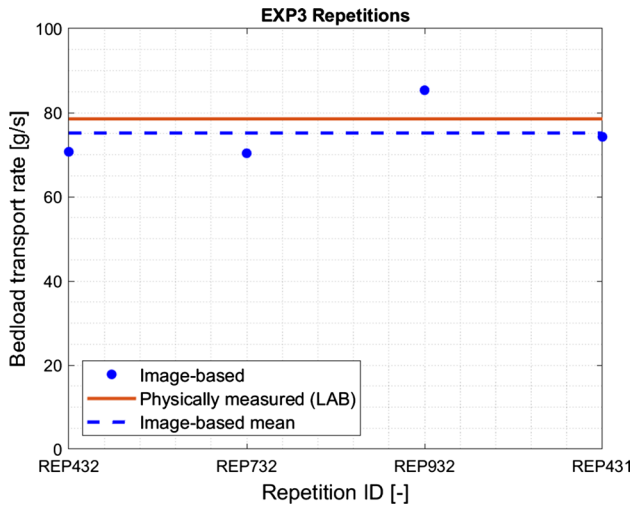 EXP3 Repetitions
Bedload transport rate [g/s]
100
80
60
40
20
0
Image-based
Physically measured (LAB)
Image-based mean
REP432 REP732 REP932 REP431
Repetition ID [-]